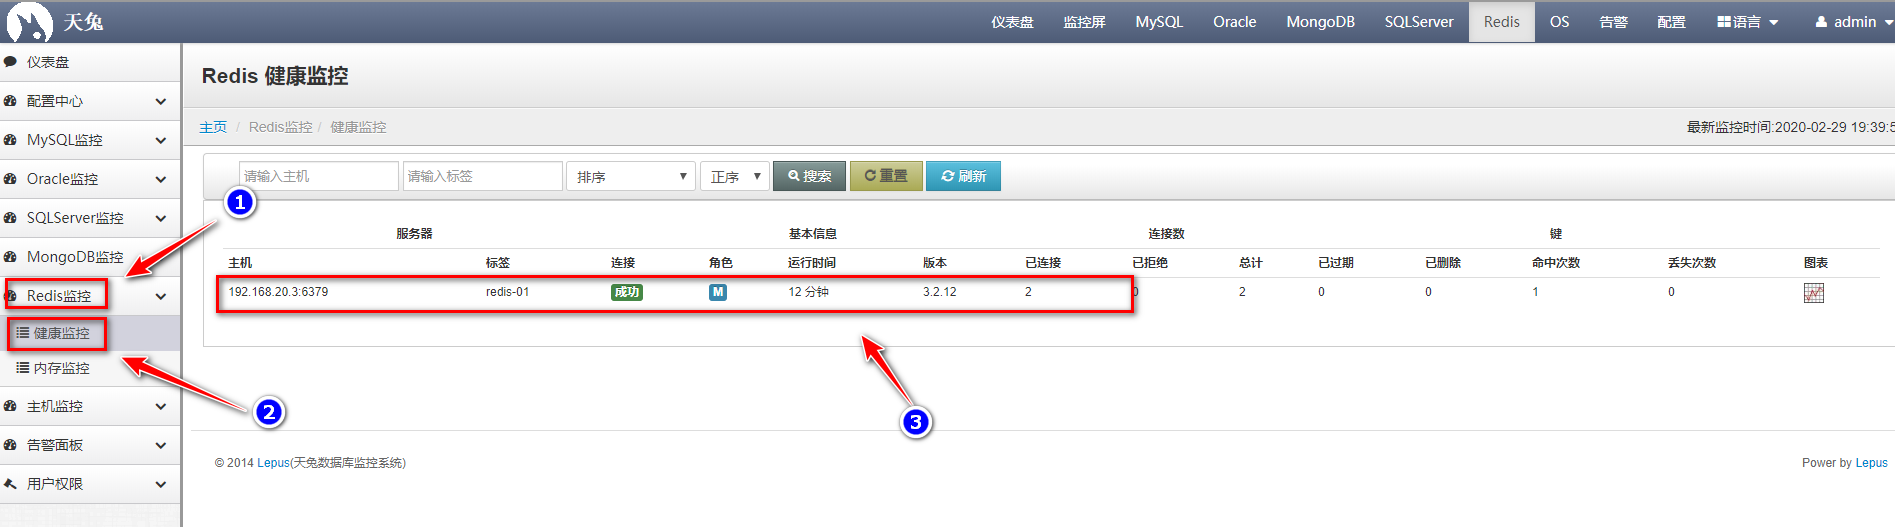 天兔 仪表盘 监控屏 MySQL Oracle MongoDB SQLServer Redis OS 告警 配置 语言 admin
仪表盘
配置中心
MySQL监控
Oracle监控
SQLServer监控
MongoDB监控
Redis监控
健康监控
内存监控
主机监控
告警面板
用户权限
Redis 健康监控
主页 / Redis监控 / 健康监控 最新监控时间:2020-02-29 19:39:5
请输入主机 请输入标签 排序 正序 搜索 重置 刷新
1
服务器 基本信息 连接数 键
主机 标签 连接 角色 运行时间 版本 已连接 已拒绝 总计 已过期 已删除 命中次数 丢失次数 图表
192.168.20.3:6379 redis-01 成功 M 12 分钟 3.2.12 2 0 2 0 0 1 0
2
3
© 2014 Lepus(天兔数据库监控系统) Power by Lepus